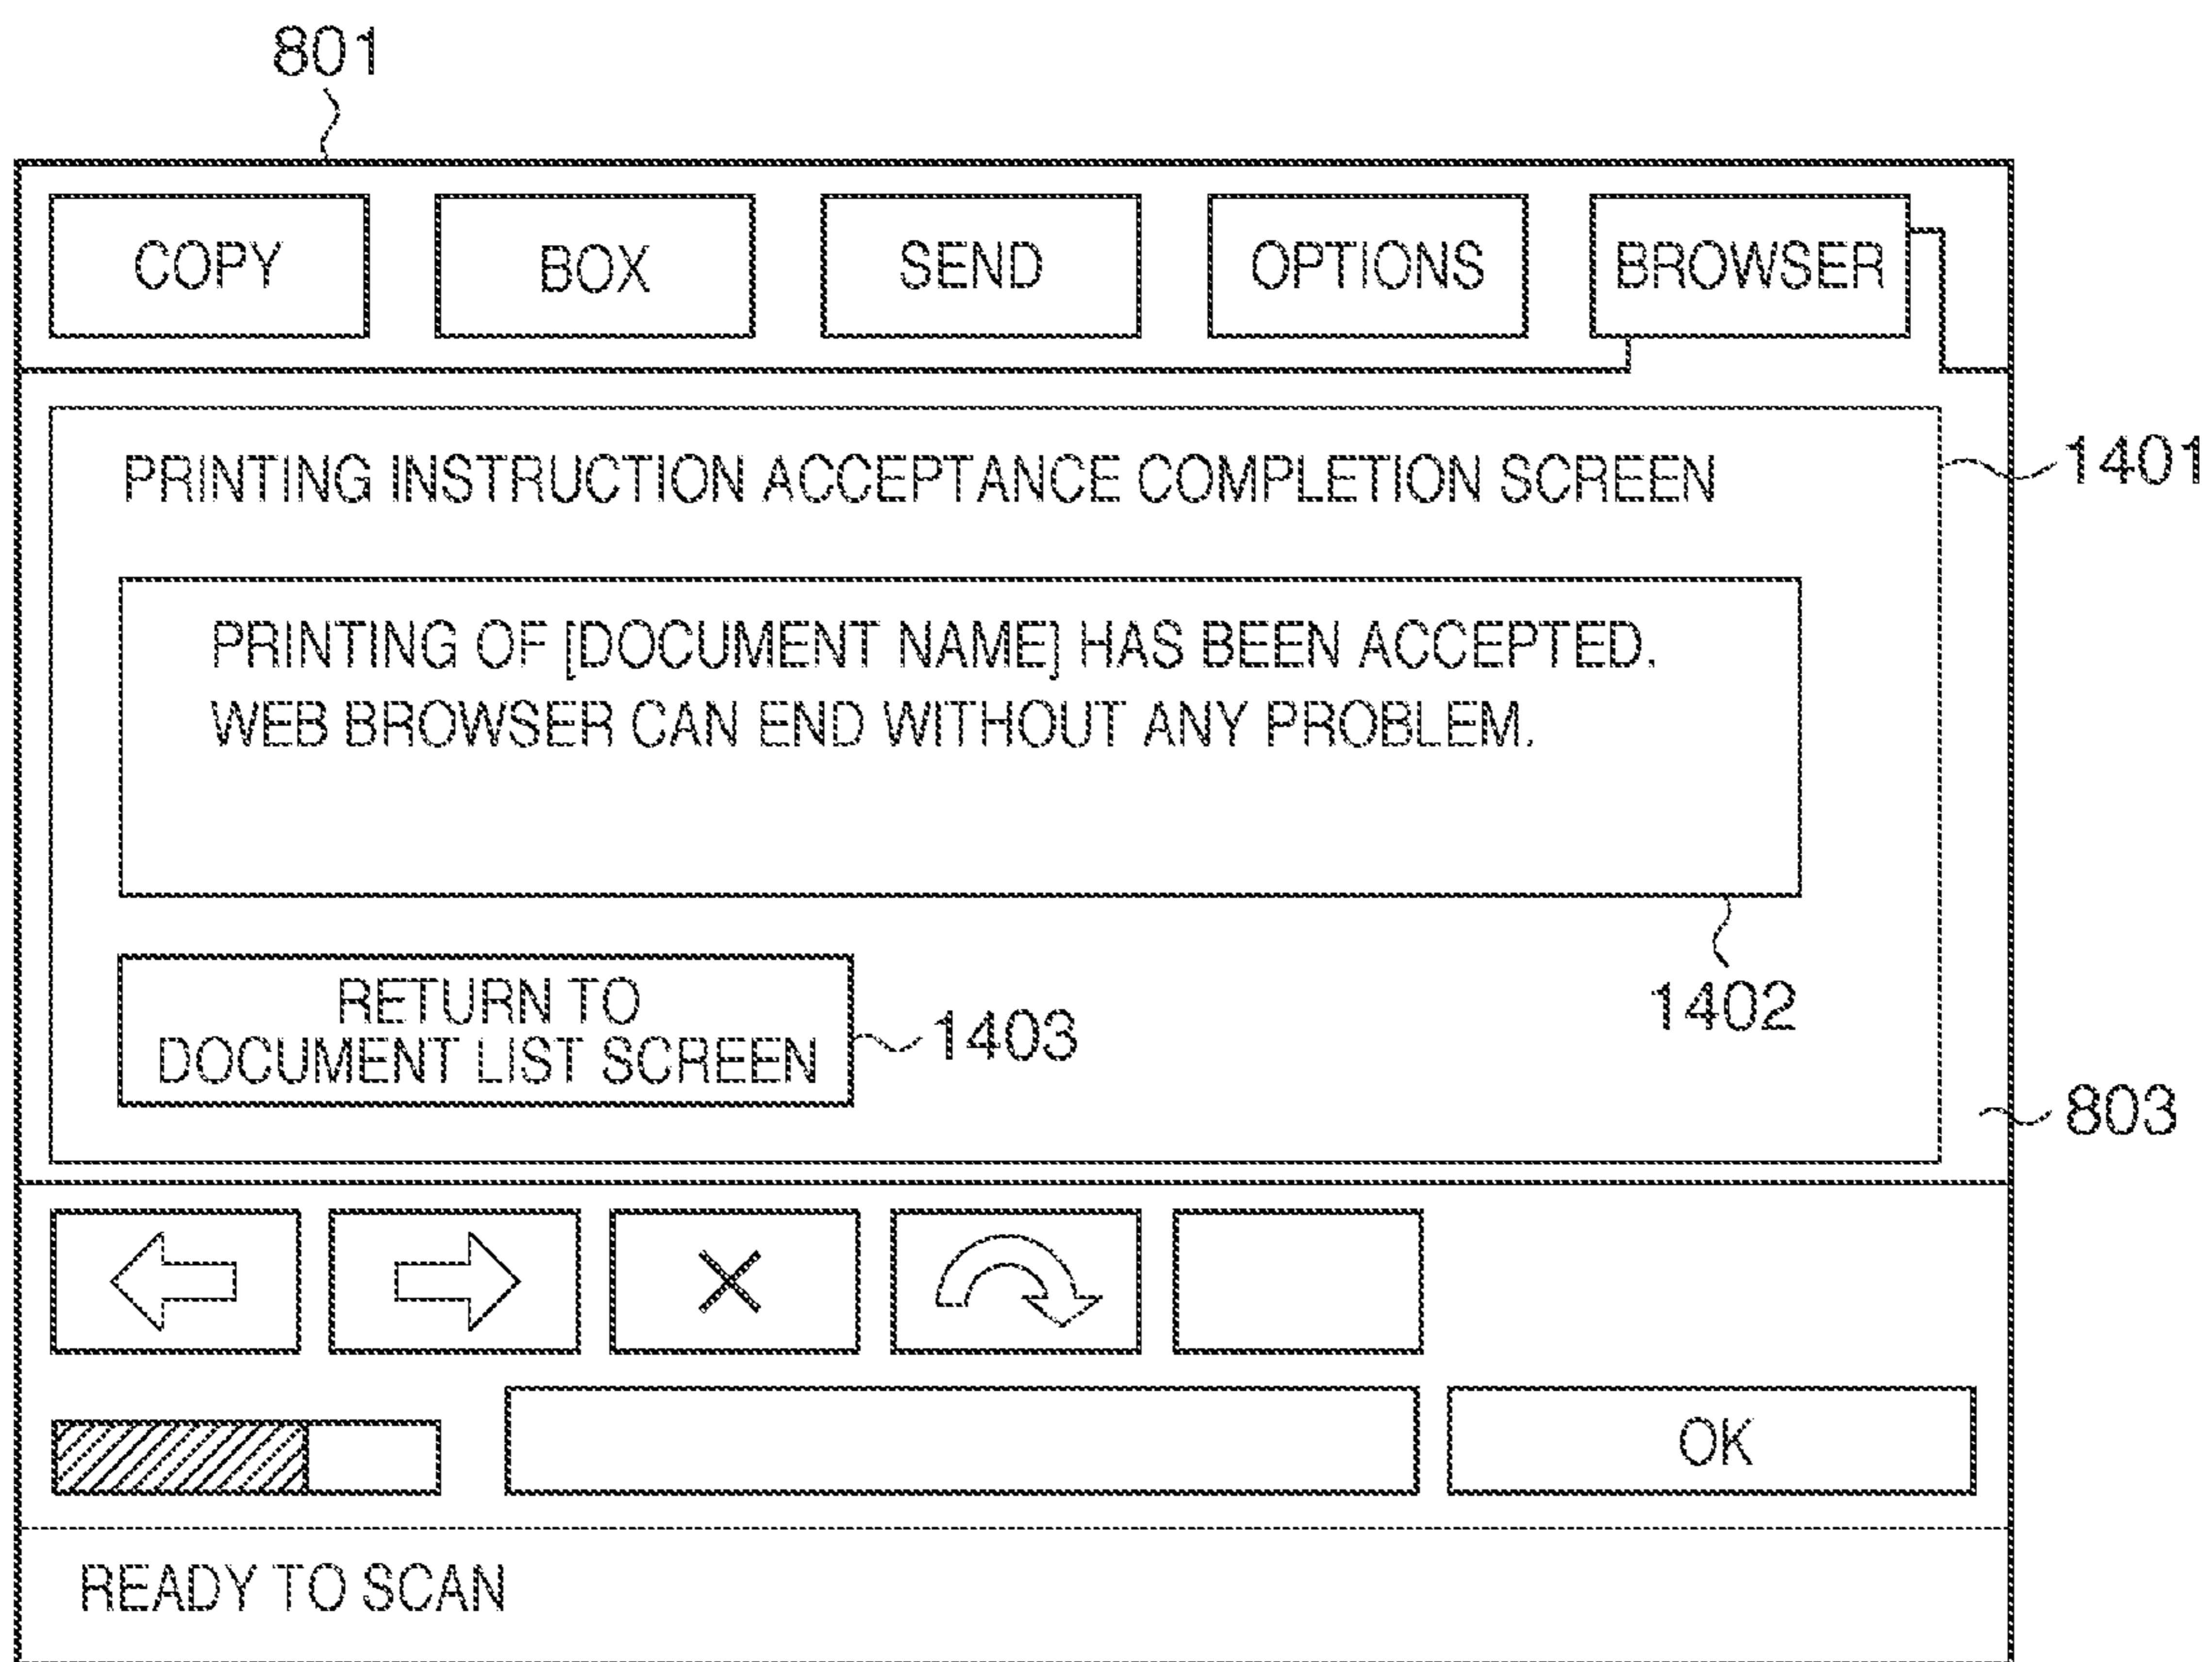 801
COPY BOX SEND OPTIONS BROWSER
PRINTING INSTRUCTION ACCEPTANCE COMPLETION SCREEN
1401
PRINTING OF [DOCUMENT NAME] HAS BEEN ACCEPTED.
WEB BROWSER CAN END WITHOUT ANY PROBLEM.
1402
RETURN TO
DOCUMENT LIST SCREEN
1403
803
OK
READY TO SCAN